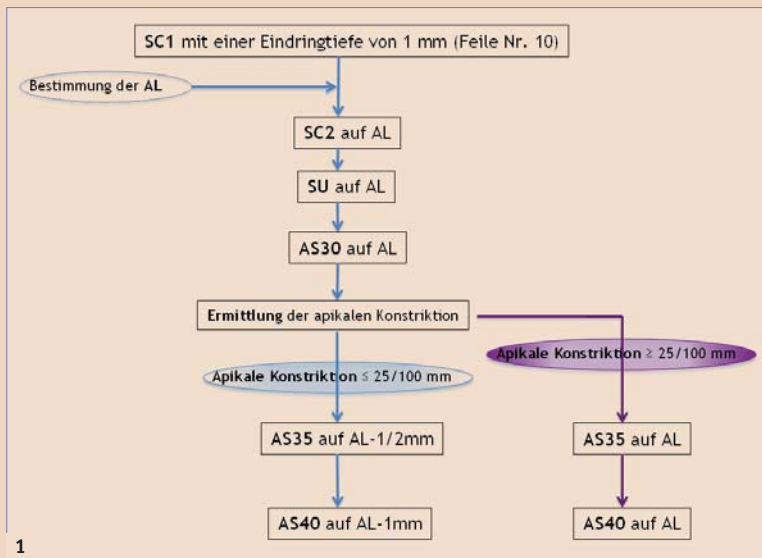 SC1 mit einer Eindringtiefe von 1 mm (Feile Nr. 10)
Bestimmung der AL
SC2 auf AL
SU auf AL
AS30 auf AL
Ermittlung der apikalen Konstriktion
Apikale Konstriktion ≤ 25/100 mm
Apikale Konstriktion ≥ 25/100 mm
AS35 auf AL-1/2mm
AS35 auf AL
AS40 auf AL-1mm
AS40 auf AL
1